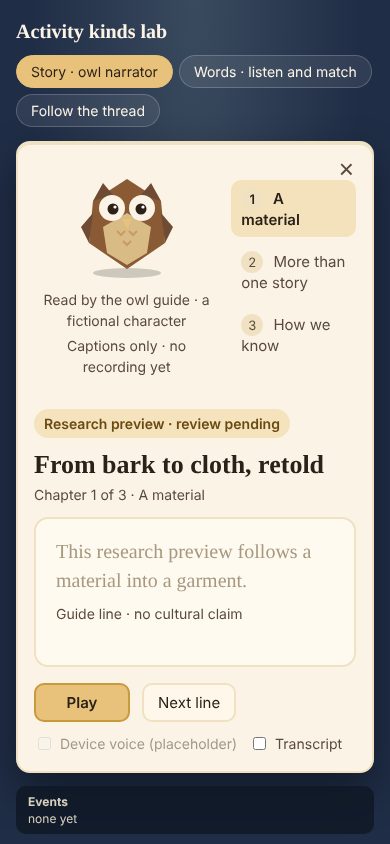 Activity kinds lab
Story · owl narrator
Words · listen and match
Follow the thread
✕
Read by the owl guide · a
fictional character
Captions only · no
recording yet
1 A
material
2 More than
one story
3 How we
know
Research preview · review pending
From bark to cloth, retold
Chapter 1 of 3 · A material
This research preview follows a
material into a garment.
Guide line · no cultural claim
Play
Next line
Device voice (placeholder)
Transcript
Events
none yet